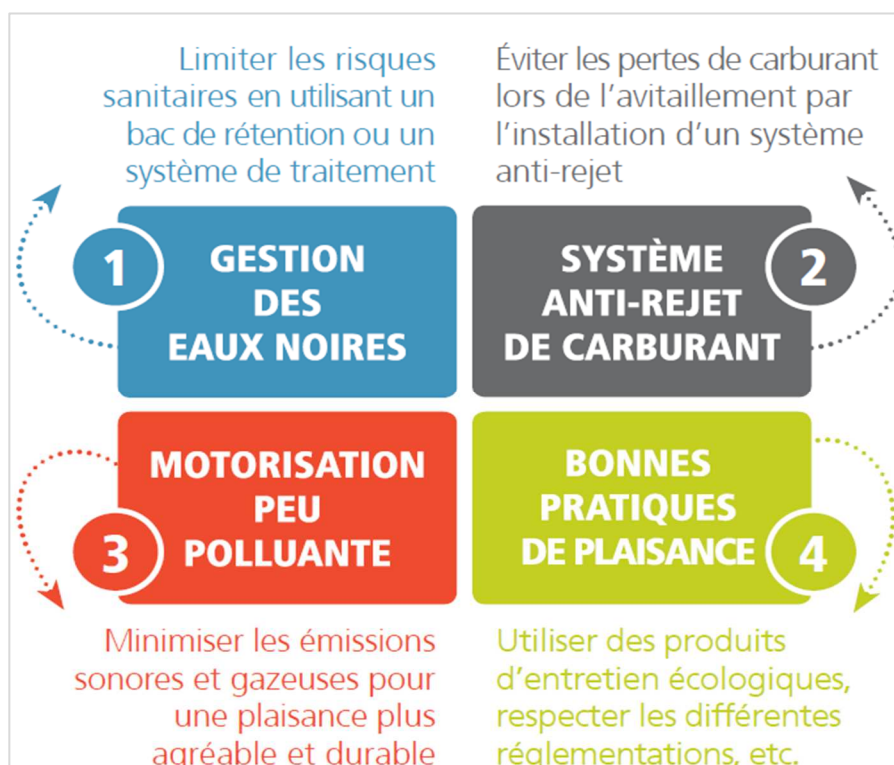 Limiter les risques
sanitaires en utilisant un
bac de rétention ou un
système de traitement
Éviter les pertes de carburant
lors de l'avitaillement par
l'installation d'un système
anti-rejet
1
GESTION
DES
EAUX NOIRES
SYSTÈME
ANTI-REJET
DE CARBURANT
2
MOTORISATION
PEU
POLLUANTE
3
BONNES
PRATIQUES
DE PLAISANCE
4
Minimiser les émissions
sonores et gazeuses pour
une plaisance plus
agréable et durable
Utiliser des produits
d'entretien écologiques,
respecter les différentes
réglementations, etc.